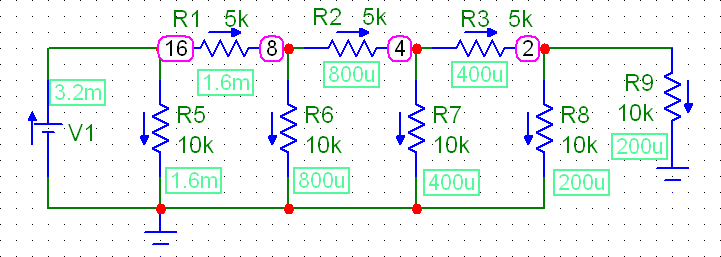 R1 5k R2 5k R3 5k
16 8 4 2
1.6m 800u 400u
3.2m R9
V1 R5 R6 R7 R8 10k
10k 10k 10k 10k 200u
1.6m 800u 400u 200u